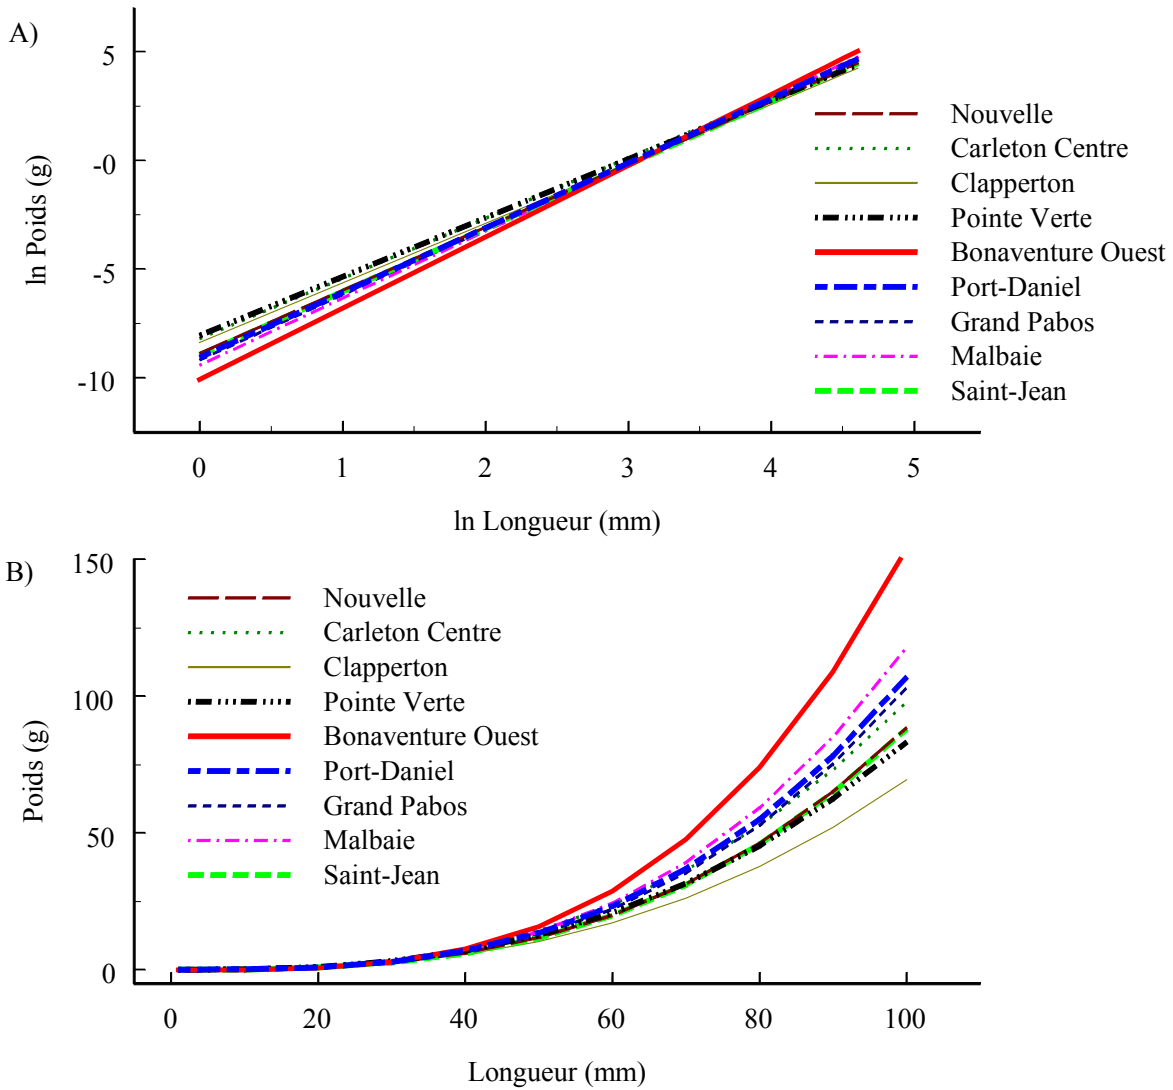 A)
ln Poids (g)
5
-0
-5
-10
0 1 2 3 4 5
ln Longueur (mm)
Nouvelle
Carleton Centre
Clapperton
Pointe Verte
Bonaventure Ouest
Port-Daniel
Grand Pabos
Malbaie
Saint-Jean
B)
Poids (g)
150
100
50
0
0 20 40 60 80 100
Longueur (mm)
Nouvelle
Carleton Centre
Clapperton
Pointe Verte
Bonaventure Ouest
Port-Daniel
Grand Pabos
Malbaie
Saint-Jean